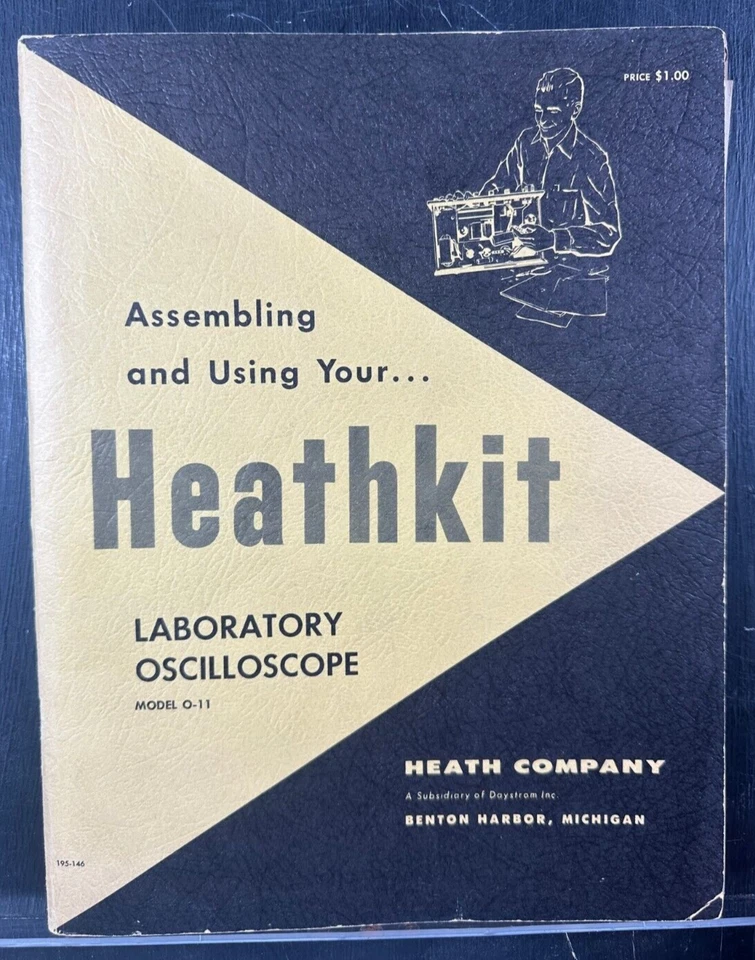 PRICE $1.00
Assembling
and Using Your...
Heathkit
LABORATORY
OSCILLOSCOPE
MODEL O-11
HEATH COMPANY
A Subsidiary of Daystrom Inc.
BENTON HARBOR, MICHIGAN
195-146